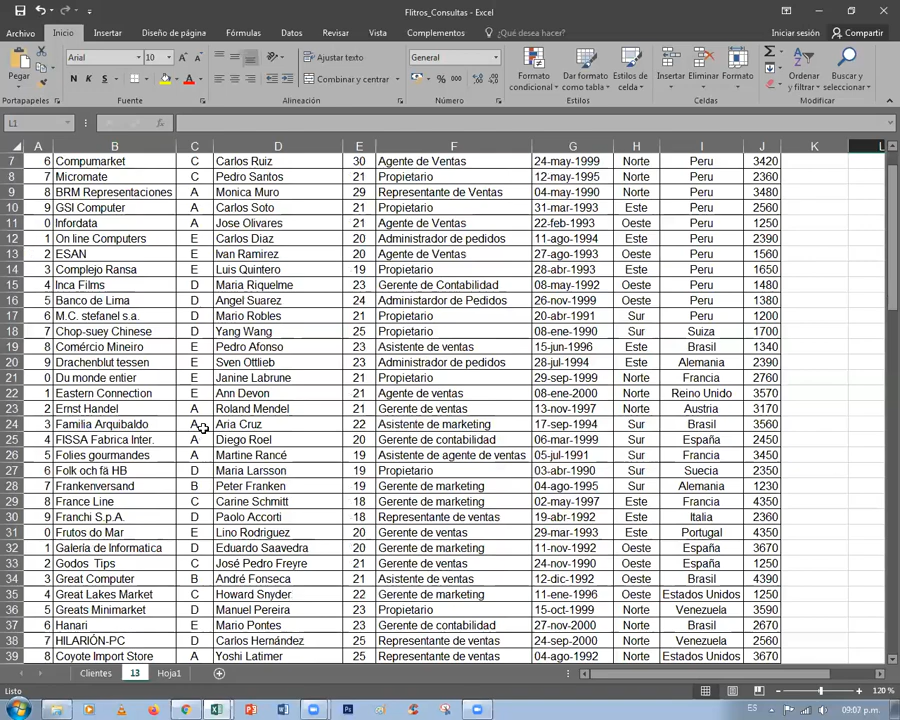 Flitros_Consultas - Excel
Archivo Inicio Insertar Diseño de página Fórmulas Datos Revisar Vista Complementos ¿Qué desea hacer? Iniciar sesión Compartir
Arial 10 A A Ajustar texto General
Pegar N K S A Combinar y centrar % 000 Formato condicional Dar formato como tabla Estilos de celda Insertar Eliminar Formato Ordenar y filtrar Buscar y seleccionar
Portapapeles Fuente Alineación Número Estilos Celdas Modificar
L1 fx
A B C D E F G H I J K L
7 6 Compumarket C Carlos Ruiz 30 Agente de Ventas 24-may-1999 Norte Peru 3420
8 7 Micromate C Pedro Santos 21 Propietario 12-may-1995 Norte Peru 2360
9 8 BRM Representaciones A Monica Muro 29 Representante de Ventas 04-may-1990 Norte Peru 3480
10 9 GSI Computer A Carlos Soto 21 Propietario 31-mar-1993 Este Peru 2560
11 0 Infordata A Jose Olivares 21 Agente de Ventas 22-feb-1993 Oeste Peru 1250
12 1 On line Computers E Carlos Diaz 20 Administrador de pedidos 11-ago-1994 Este Peru 2390
13 2 ESAN E Ivan Ramirez 20 Agente de Ventas 27-ago-1993 Oeste Peru 1560
14 3 Complejo Ransa E Luis Quintero 19 Propietario 28-abr-1993 Este Peru 1650
15 4 Inca Films D Maria Riquelme 23 Gerente de Contabilidad 08-may-1992 Oeste Peru 1480
16 5 Banco de Lima D Angel Suarez 24 Administardor de Pedidos 26-nov-1999 Oeste Peru 1380
17 6 M.C. stefanel s.a. D Mario Robles 21 Propietario 20-abr-1991 Sur Peru 1200
18 7 Chop-suey Chinese D Yang Wang 25 Propietario 08-ene-1990 Sur Suiza 1700
19 8 Comércio Mineiro E Pedro Afonso 23 Asistente de ventas 15-jun-1996 Este Brasil 1340
20 9 Drachenblut tessen E Sven Ottlieb 23 Administrador de pedidos 28-jul-1994 Este Alemania 2390
21 0 Du monde entier E Janine Labrune 21 Propietario 29-sep-1999 Norte Francia 2760
22 1 Eastern Connection E Ann Devon 21 Agente de ventas 08-ene-2000 Norte Reino Unido 3570
23 2 Ernst Handel A Roland Mendel 21 Gerente de ventas 13-nov-1997 Norte Austria 3170
24 3 Familia Arquibaldo A Aria Cruz 22 Asistente de marketing 17-sep-1994 Sur Brasil 3560
25 4 FISSA Fabrica Inter. A Diego Roel 20 Gerente de contabilidad 06-mar-1999 Este España 2450
26 5 Folies gourmandes A Martine Rancé 19 Asistente de agente de ventas 05-jul-1991 Sur Francia 3450
27 6 Folk och fä HB D Maria Larsson 19 Propietario 03-abr-1990 Sur Suecia 2350
28 7 Frankenversand B Peter Franken 19 Gerente de marketing 06-ago-1995 Sur Alemania 1230
29 8 France Line C Carine Schmitt 18 Gerente de marketing 02-may-1997 Este Francia 4350
30 9 Franchi S.p.A. D Paolo Accorti 18 Representante de ventas 19-abr-1992 Este Italia 2360
31 0 Frutos do Mar E Lino Rodriguez 20 Gerente de ventas 29-mar-1993 Este Portugal 4350
32 1 Galería de Informatica D Eduardo Saavedra 20 Gerente de marketing 11-nov-1992 Oeste España 3670
33 2 Godos Tips C José Pedro Freyre 21 Gerente de ventas 24-nov-1990 Oeste España 1250
34 3 Great Computer B André Fonseca 21 Asistente de ventas 12-dic-1992 Oeste Brasil 4390
35 4 Great Lakes Market C Howard Snyder 22 Gerente de marketing 11-ene-1996 Oeste Estados Unidos 1250
36 5 Greats Minimarket D Manuel Pereira 23 Propietario 15-oct-1999 Norte Venezuela 3590
37 6 Hanari E Mario Pontes 23 Gerente de contabilidad 27-nov-2000 Norte Brasil 2670
38 7 HILARIÓN-PC D Carlos Hernández 25 Representante de ventas 24-sep-2000 Norte Venezuela 2560
39 8 Coyote Import Store A Yoshi Latimer 25 Representante de ventas 04-ago-1992 Norte Estados Unidos 3670
Clientes 13 Hoja1
Listo 120 %
ES 09:07 p.m.